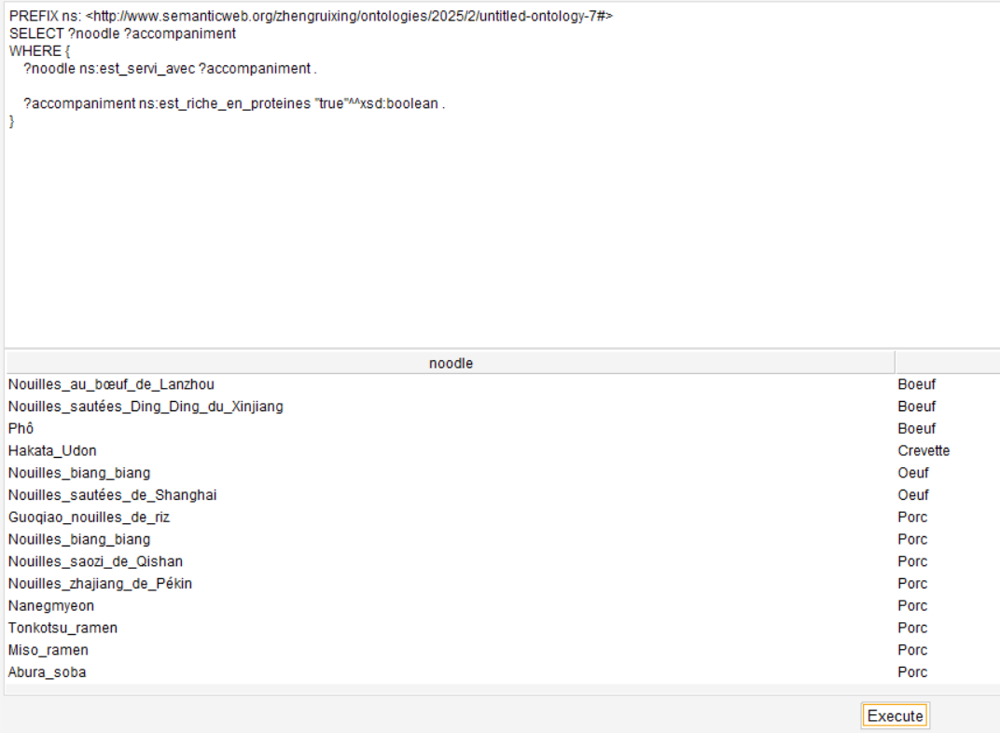 PREFIX ns: <http://www.semanticweb.org/zhengruixing/ontologies/2025/2/untitled-ontology-7#>
SELECT ?noodle ?accompaniment
WHERE {
?noodle ns:est_servi_avec ?accompaniment .
?accompaniment ns:est_riche_en_proteines "true"^^xsd:boolean .
}
noodle
Nouilles_au_bœuf_de_Lanzhou Boeuf
Nouilles_sautées_Ding_Ding_du_Xinjiang Boeuf
Phô Boeuf
Hakata_Udon Crevette
Nouilles_biang_biang Oeuf
Nouilles_sautées_de_Shanghai Oeuf
Guoqiao_nouilles_de_riz Porc
Nouilles_biang_biang Porc
Nouilles_saozi_de_Qishan Porc
Nouilles_zhajiang_de_Pékin Porc
Nanegmyeon Porc
Tonkotsu_ramen Porc
Miso_ramen Porc
Abura_soba Porc
Execute